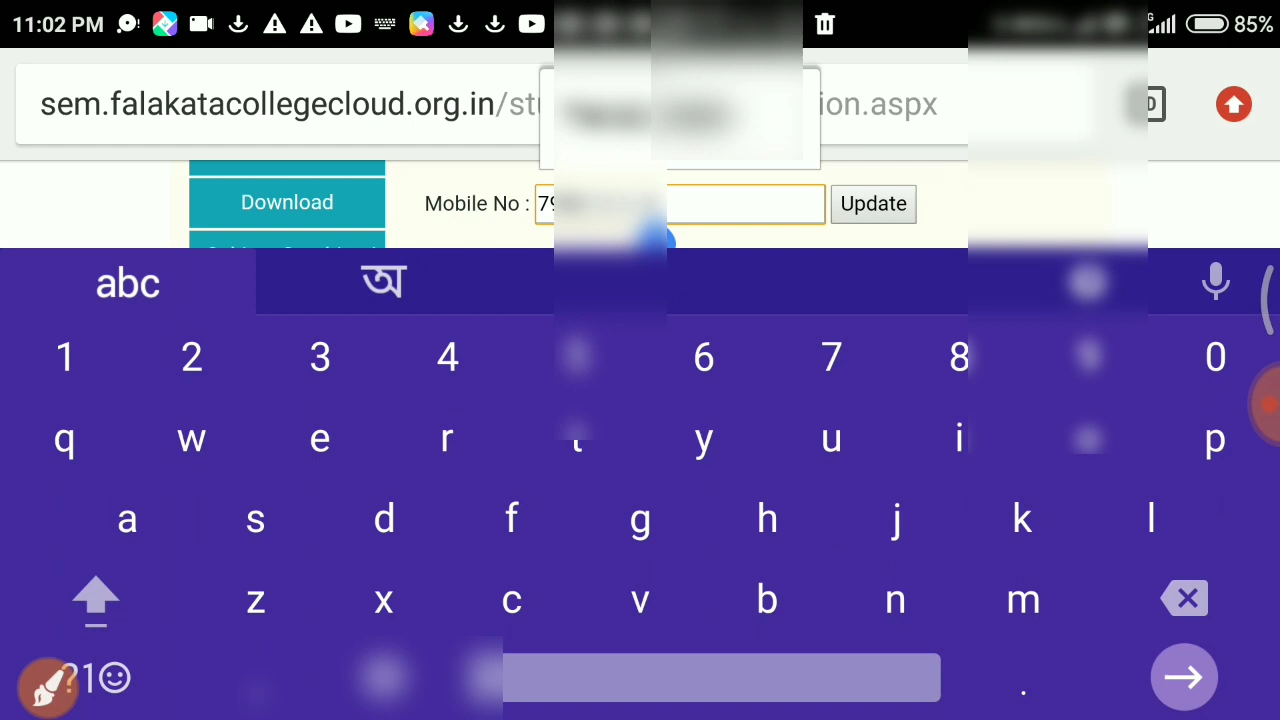 11:02 PM 85%
sem.falakatacollegecloud.org.in/st ion.aspx
Download
Mobile No : 79 Update
abc অ
1 2 3 4 6 7 8 0
q w e r t y u i p
a s d f g h j k l
z x c v b n m
?1 .